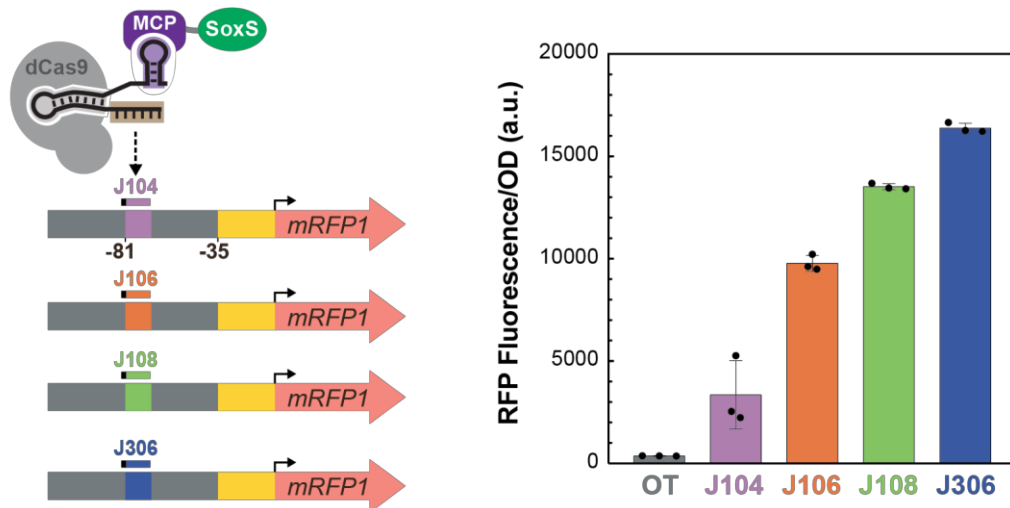 MCP
SoxS
dCas9
J104
mRFP1
-81
-35
J106
mRFP1
J108
mRFP1
J306
mRFP1
RFP Fluorescence/OD (a.u.)
20000
15000
10000
5000
0
OT J104 J106 J108 J306